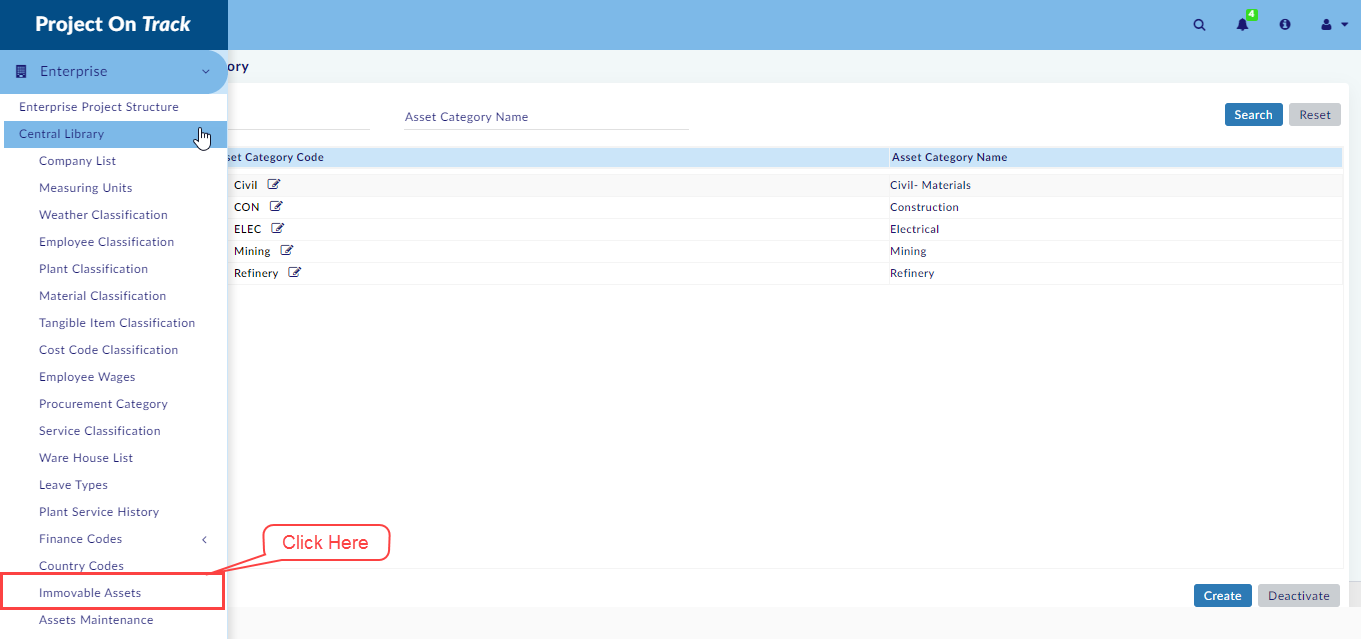 Project On Track
4
Enterprise
ory
Enterprise Project Structure
Central Library
Company List
Measuring Units
Weather Classification
Employee Classification
Plant Classification
Material Classification
Tangible Item Classification
Cost Code Classification
Employee Wages
Procurement Category
Service Classification
Ware House List
Leave Types
Plant Service History
Finance Codes
Country Codes
Immovable Assets
Assets Maintenance
Click Here
Asset Category Name
Search Reset
set Category Code Asset Category Name
Civil Civil- Materials
CON Construction
ELEC Electrical
Mining Mining
Refinery Refinery
Create Deactivate